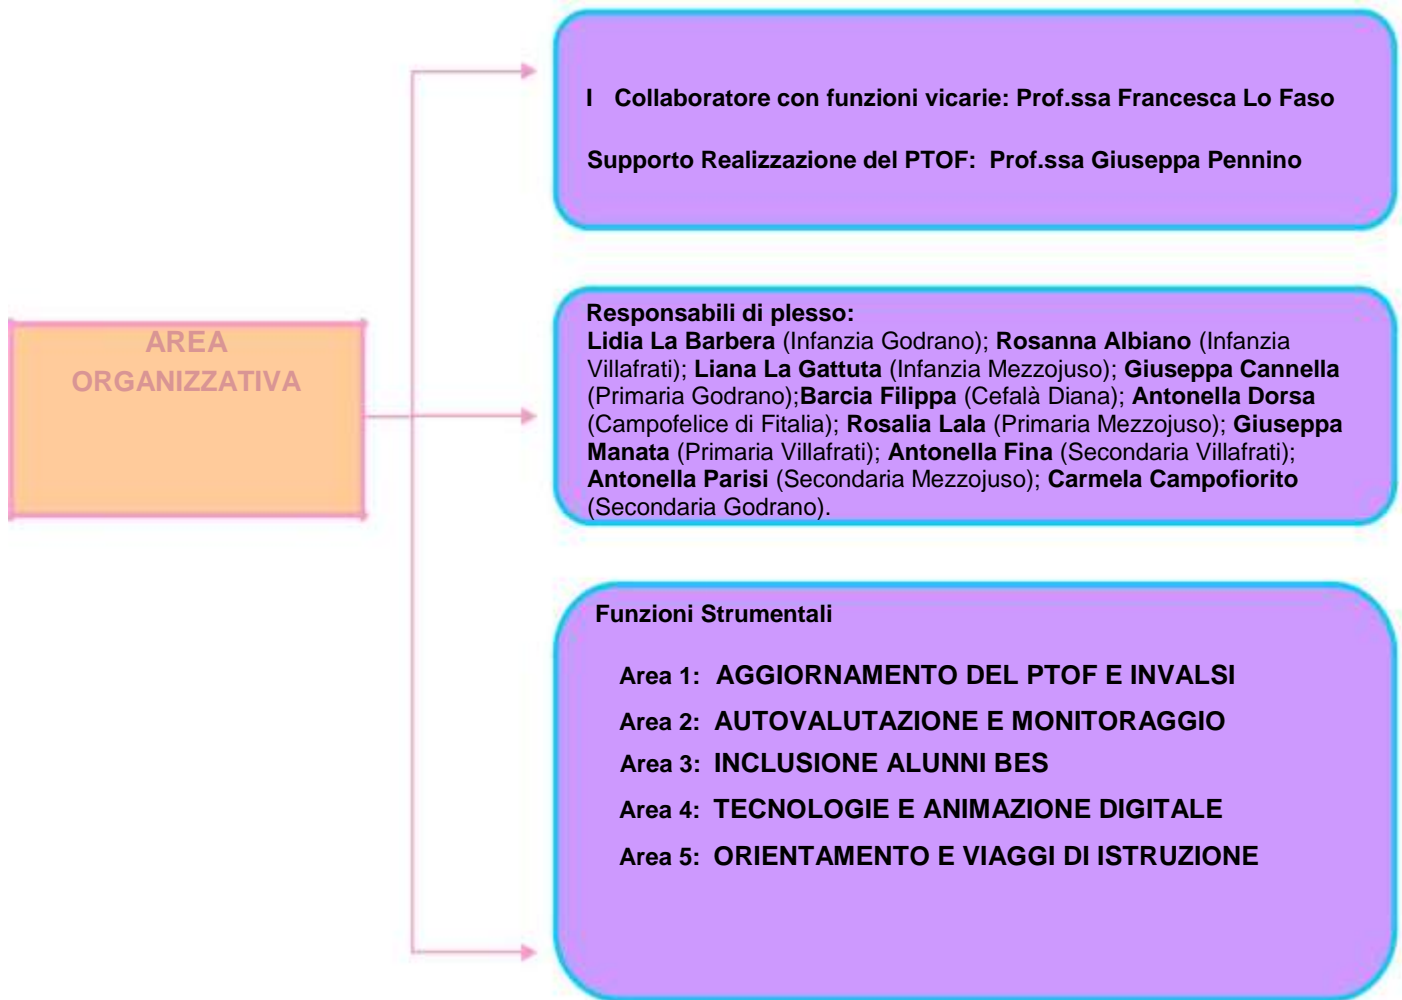 AREA
ORGANIZZATIVA
I Collaboratore con funzioni vicarie: Prof.ssa Francesca Lo Faso
Supporto Realizzazione del PTOF: Prof.ssa Giuseppa Pennino
Responsabili di plesso:
Lidia La Barbera (Infanzia Godrano); Rosanna Albiano (Infanzia
Villafrati); Liana La Gattuta (Infanzia Mezzojuso); Giuseppa Cannella
(Primaria Godrano);Barcia Filippa (Cefalà Diana); Antonella Dorsa
(Campofelice di Fitalia); Rosalia Lala (Primaria Mezzojuso); Giuseppa
Manata (Primaria Villafrati); Antonella Fina (Secondaria Villafrati);
Antonella Parisi (Secondaria Mezzojuso); Carmela Campofiorito
(Secondaria Godrano).
Funzioni Strumentali
Area 1: AGGIORNAMENTO DEL PTOF E INVALSI
Area 2: AUTOVALUTAZIONE E MONITORAGGIO
Area 3: INCLUSIONE ALUNNI BES
Area 4: TECNOLOGIE E ANIMAZIONE DIGITALE
Area 5: ORIENTAMENTO E VIAGGI DI ISTRUZIONE